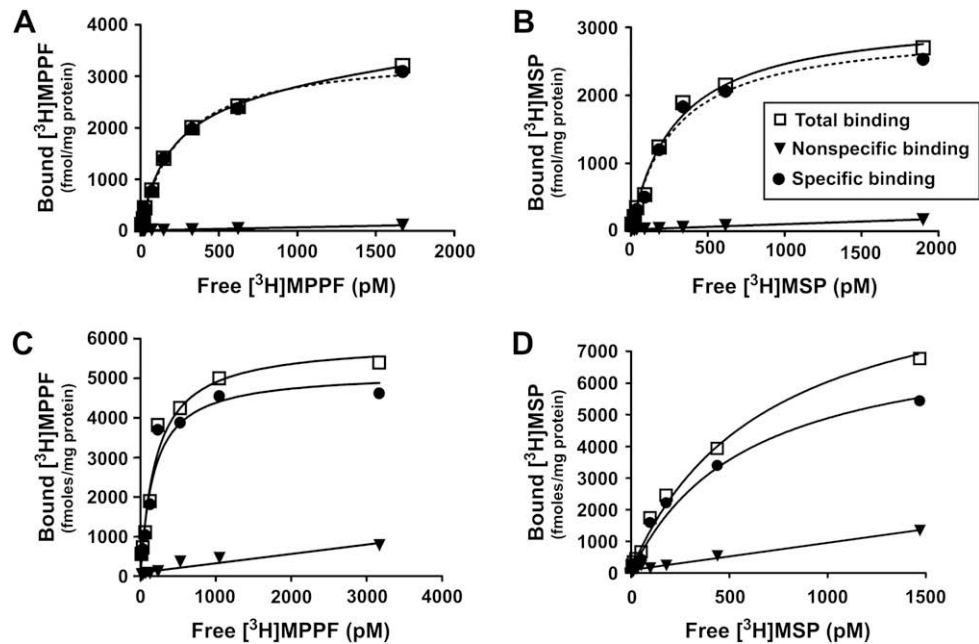 A
Bound [³H]MPPF
(fmol/mg protein)
4000
3000
2000
1000
0
0
500
1000
1500
2000
Free [³H]MPPF (pM)
B
Bound [³H]MSP
(fmol/mg protein)
3000
2000
1000
0
0
500
1000
1500
2000
Free [³H]MSP (pM)
Total binding
Nonspecific binding
Specific binding
C
Bound [³H]MPPF
(fmoles/mg protein)
6000
5000
4000
3000
2000
1000
0
0
1000
2000
3000
4000
Free [³H]MPPF (pM)
D
Bound [³H]MSP
(fmoles/mg protein)
7000
6000
5000
4000
3000
2000
1000
0
0
500
1000
1500
Free [³H]MSP (pM)